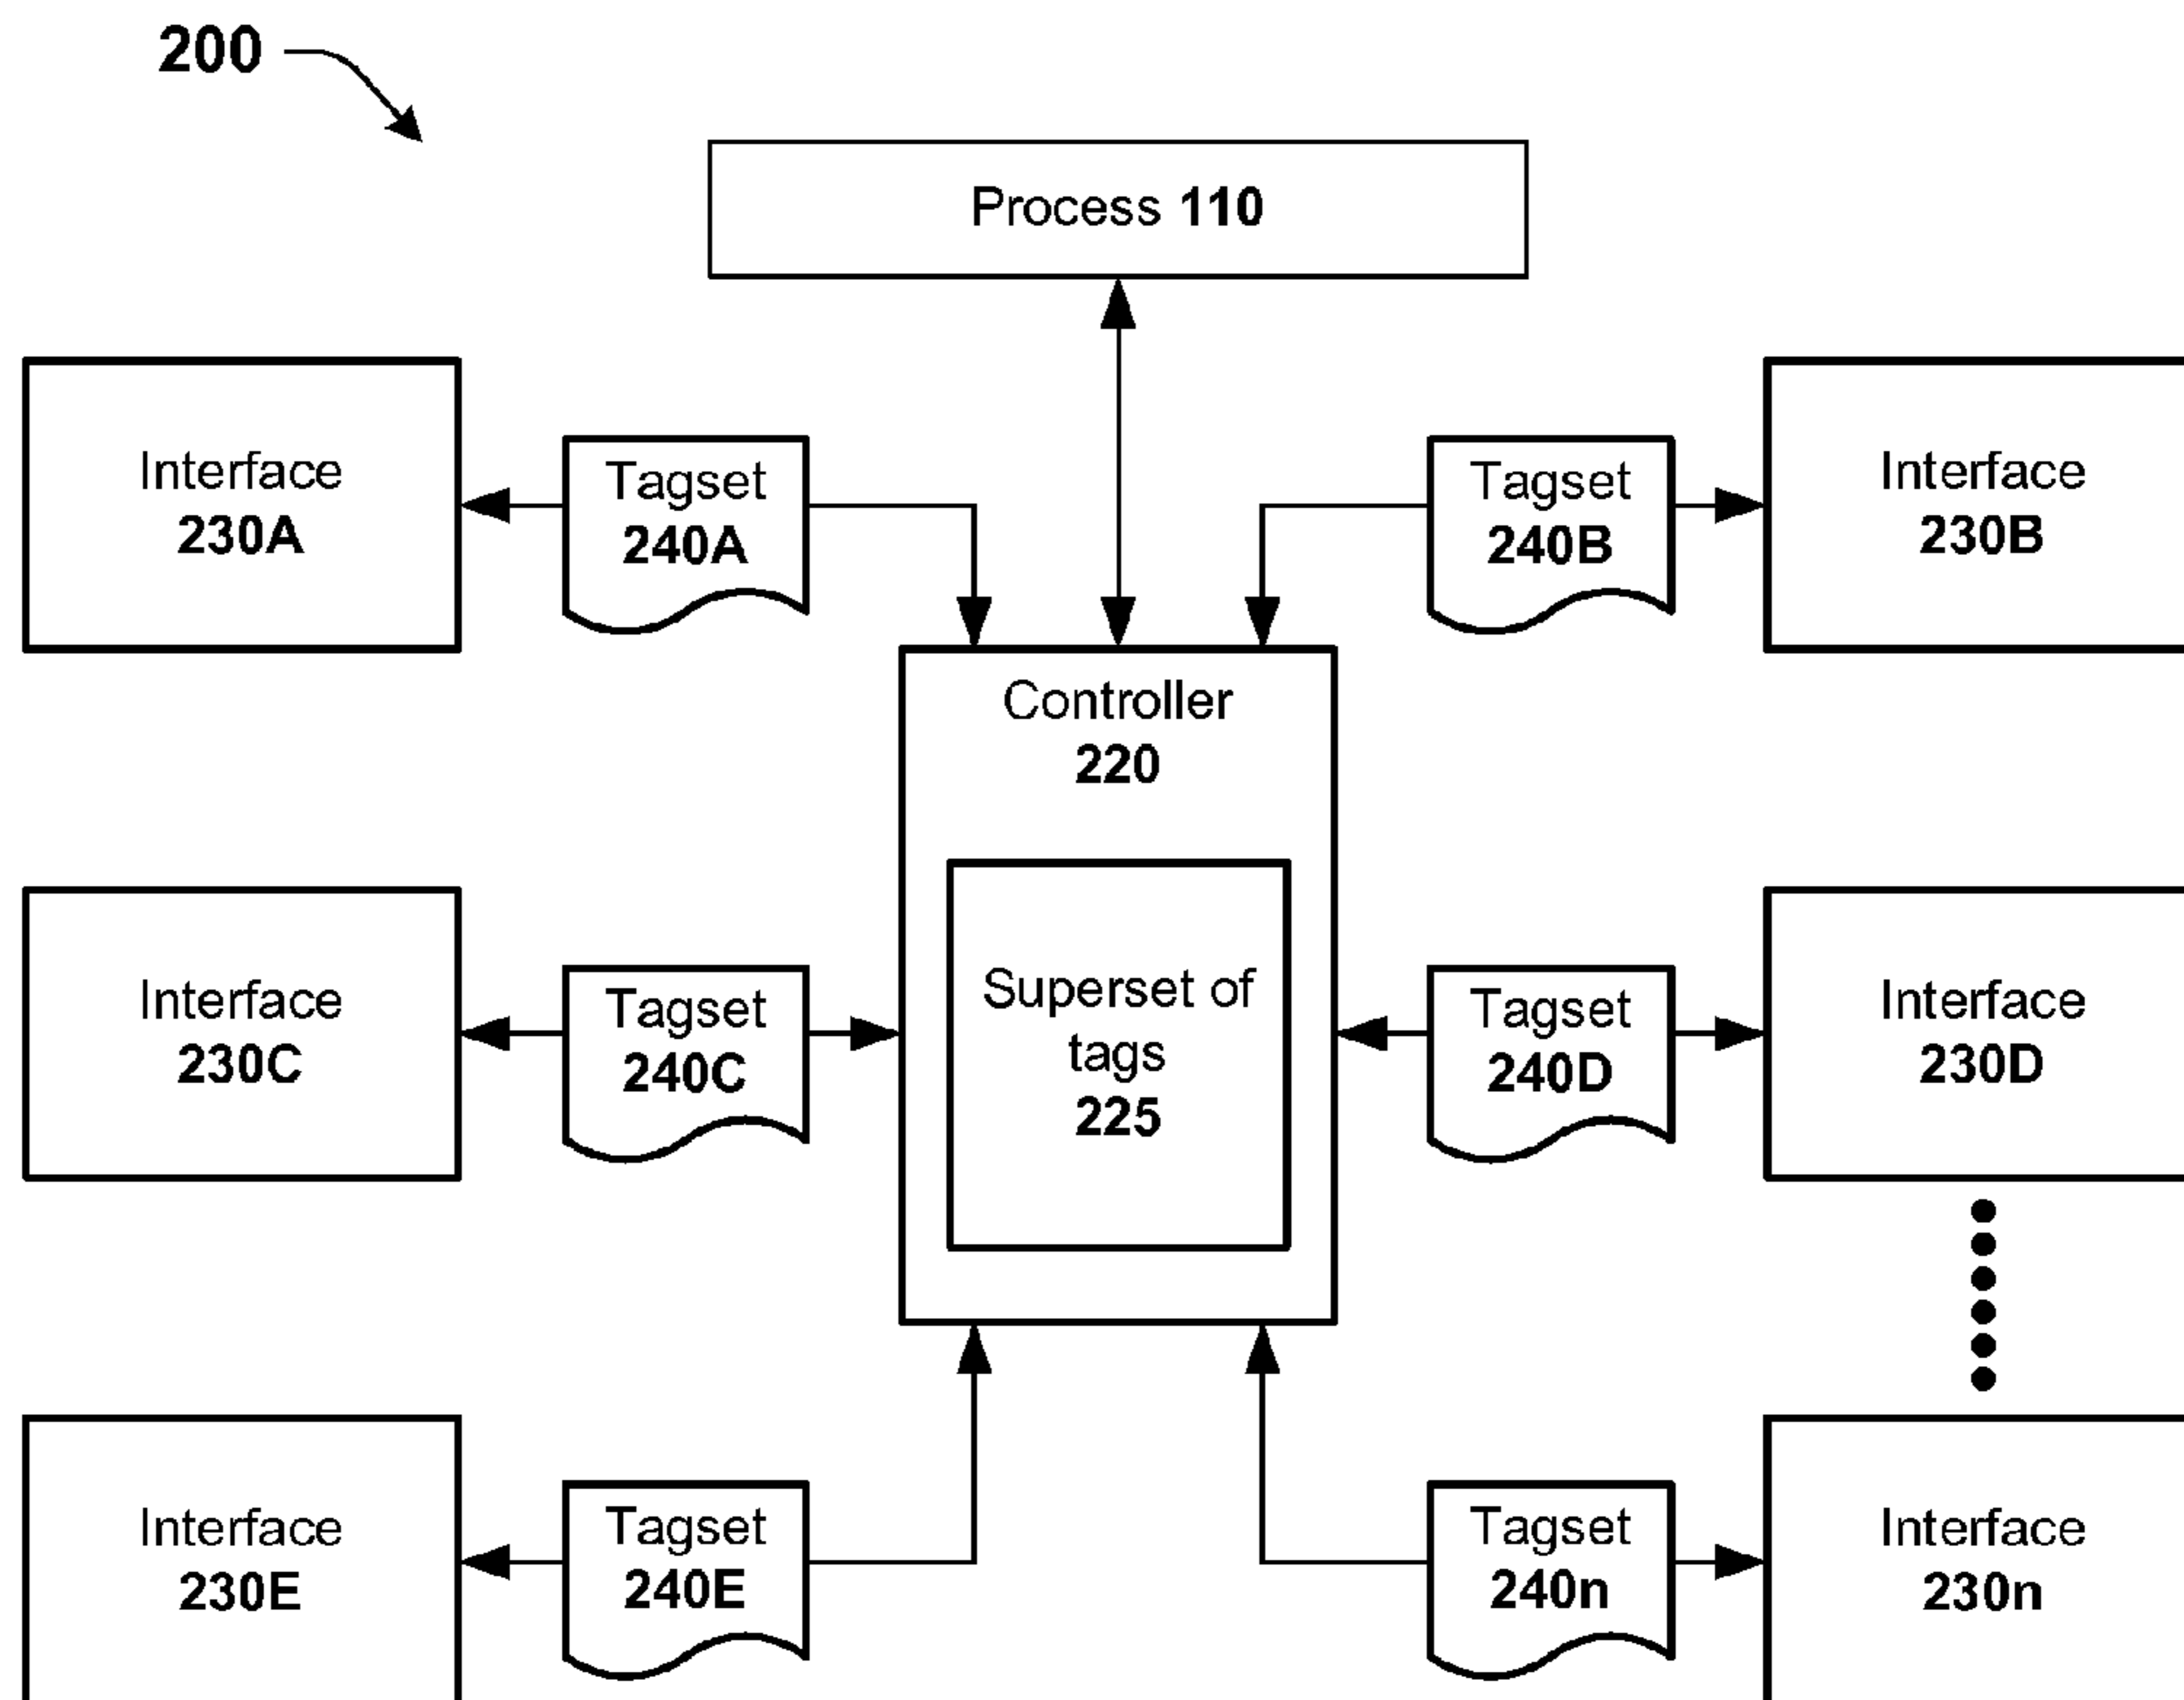 200
Process 110
Interface
230A
Tagset
240A
Tagset
240B
Interface
230B
Controller
220
Interface
230C
Tagset
240C
Superset of
tags
225
Tagset
240D
Interface
230D
Interface
230E
Tagset
240E
Tagset
240n
Interface
230n